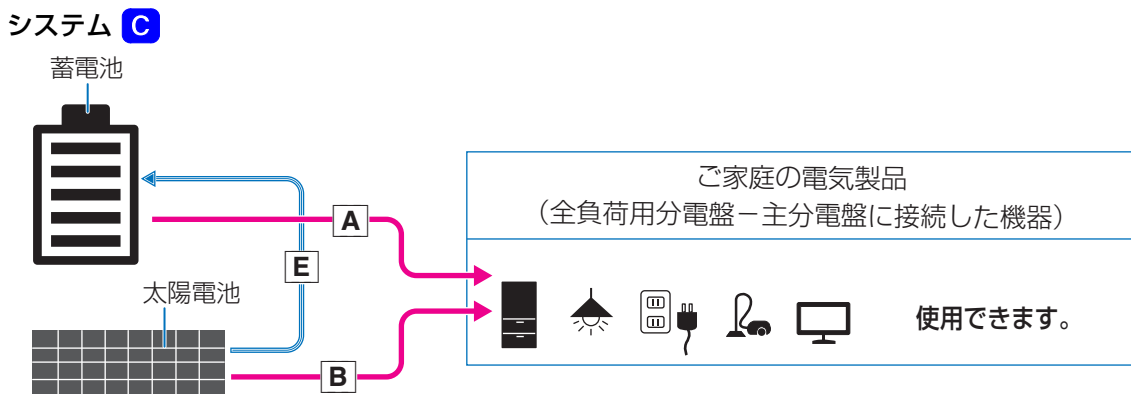 システム C
蓄電池
ご家庭の電気製品
（全負荷用分電盤－主分電盤に接続した機器）
A
E
太陽電池
使用できます。
B